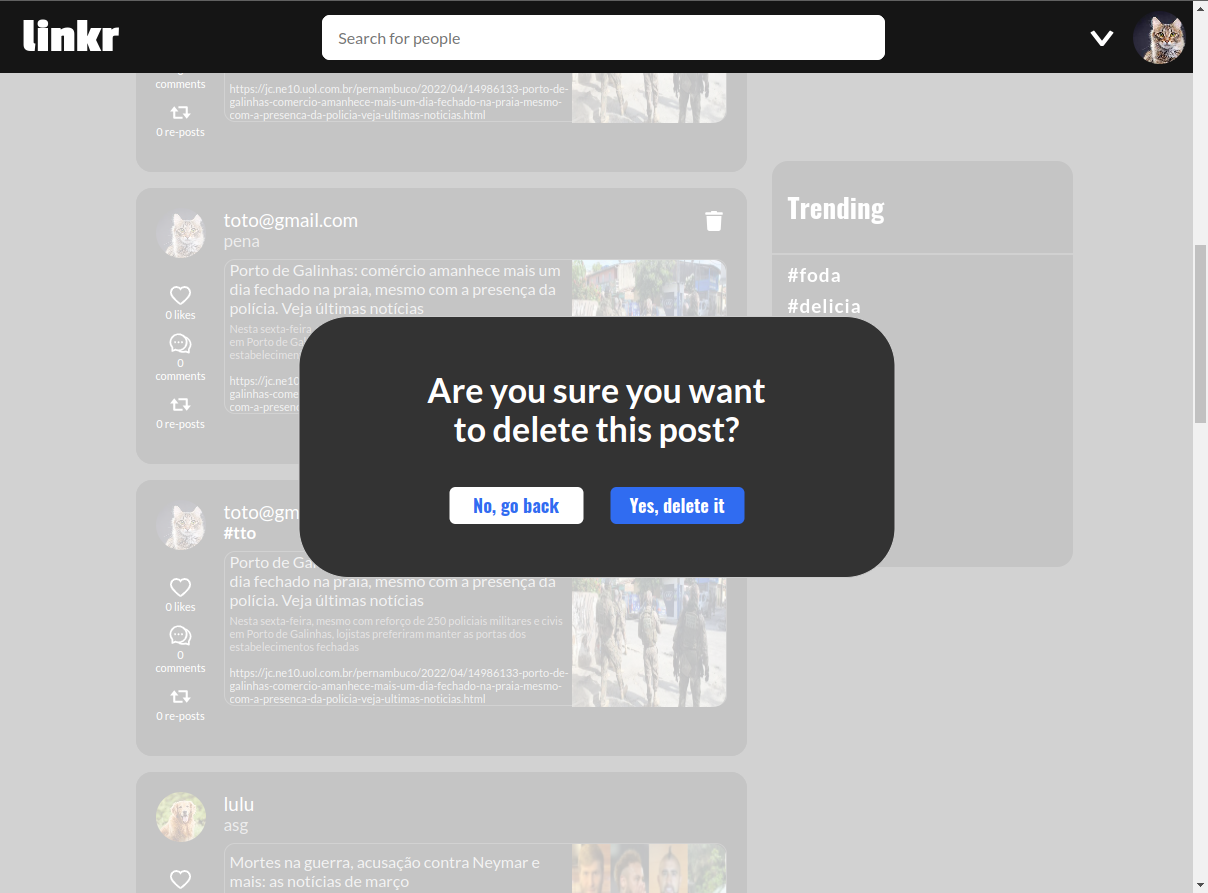 linkr
Search for people
comments
0 re-posts
https://jc.ne10.uol.com.br/pernambuco/2022/04/14986133-porto-de-
galinhas-comercio-amanhece-mais-um-dia-fechado-na-praia-mesmo-
com-a-presenca-da-policia-veja-ultimas-noticias.html
toto@gmail.com
pena
Porto de Galinhas: comércio amanhece mais um
dia fechado na praia, mesmo com a presença da
polícia. Veja últimas notícias
Nesta sexta-feira
em Porto de Ga
estabelecimen
https://jc.ne10
galinhas-come
com-a-presen
0 likes
0
comments
0 re-posts
Trending
#foda
#delicia
Are you sure you want
to delete this post?
No, go back
Yes, delete it
toto@gm
#tto
Porto de Gal
dia fechado na praia, mesmo com a presença da
polícia. Veja últimas notícias
Nesta sexta-feira, mesmo com reforço de 250 policiais militares e civis
em Porto de Galinhas, lojistas preferiram manter as portas dos
estabelecimentos fechadas
https://jc.ne10.uol.com.br/pernambuco/2022/04/14986133-porto-de-
galinhas-comercio-amanhece-mais-um-dia-fechado-na-praia-mesmo-
com-a-presenca-da-policia-veja-ultimas-noticias.html
0 likes
0
comments
0 re-posts
lulu
asg
Mortes na guerra, acusação contra Neymar e
mais: as notícias de março